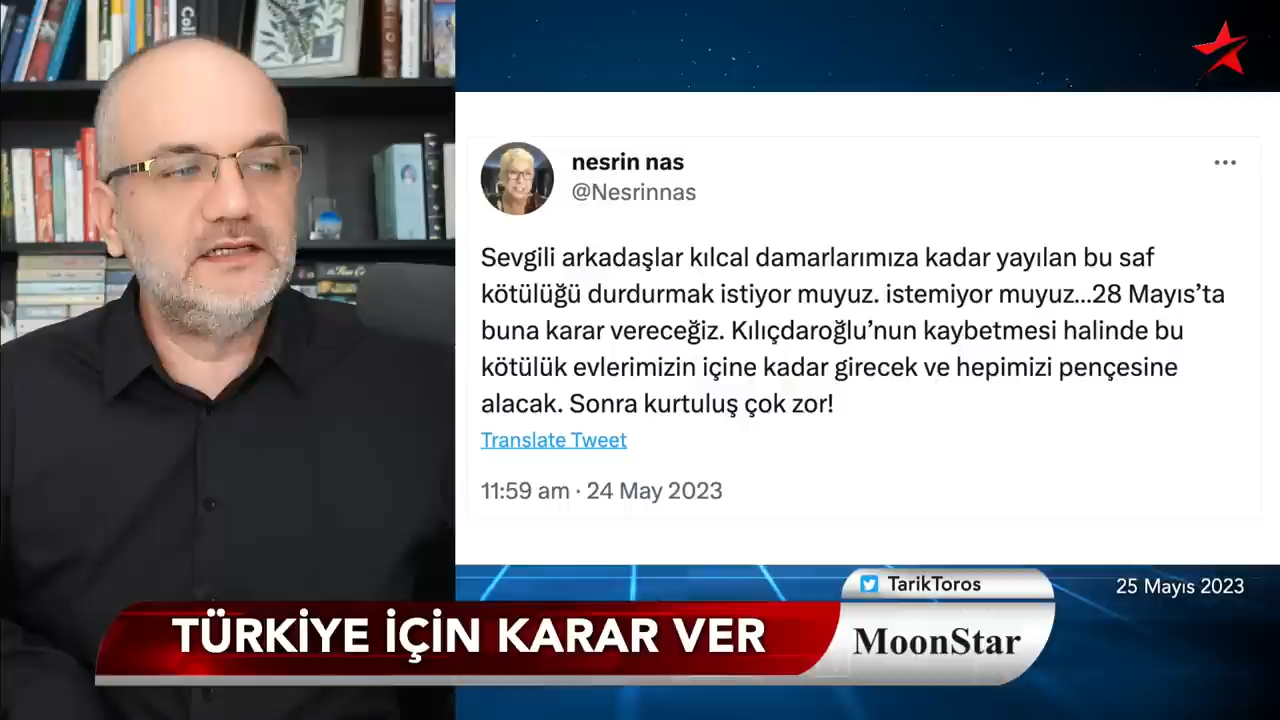 Coll
nesrin nas
@Nesrinnas
Sevgili arkadaşlar kılcal damarlarımıza kadar yayılan bu saf
kötülüğü durdurmak istiyor muyuz. istemiyor muyuz...28 Mayıs’ta
buna karar vereceğiz. Kılıçdaroğlu’nun kaybetmesi halinde bu
kötülük evlerimizin içine kadar girecek ve hepimizi pençesine
alacak. Sonra kurtuluş çok zor!
Translate Tweet
11:59 am · 24 May 2023
TarikToros
25 Mayıs 2023
TÜRKİYE İÇİN KARAR VER
MoonStar